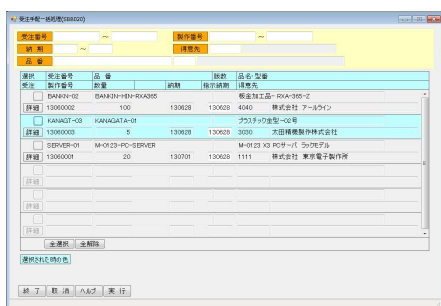 受注手配一括処理(SB8020)
受注番号 ~ 製作番号 ~
納 期 ~ 得意先
品 番
選択 受注番号 品 番 版数 品名・型番
受注 製作番号 数量 納期 指示納期 得意先
BANKIN-02 BANKIN-HIN-RXA365 板金加工品-RXA-365-Z
詳細 13060002 100 130628 130628 4040 株式会社 アールライン
KANAGT-03 KANAGATA-01 プラスチック金型-02号
詳細 13060003 5 130628 130628 3030 太田精機製作株式会社
SERVER-01 M-0123-PC-SERVER M-0123 X3 PCサーバ ラックモデル
詳細 13060001 20 130701 130628 1111 株式会社 東京電子製作所
詳細
詳細
詳細
全選択 全解除
選択された時の色
終 了 取 消 ヘルプ 実 行